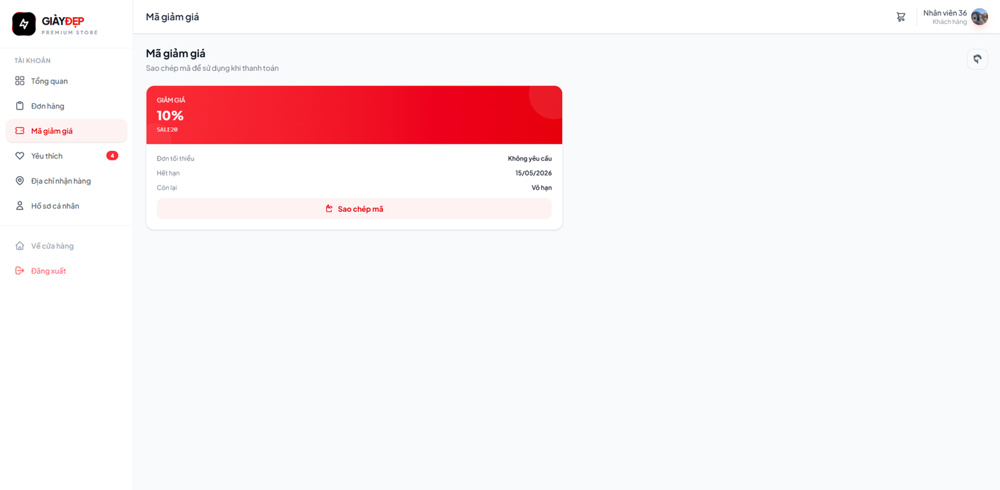 GIÀYĐẸP
PREMIUM STORE
TÀI KHOẢN
Tổng quan
Đơn hàng
Mã giảm giá
Yêu thích 4
Địa chỉ nhận hàng
Hồ sơ cá nhân
Về cửa hàng
Đăng xuất
Mã giảm giá
Nhân viên 36
Khách hàng
Mã giảm giá
Sao chép mã để sử dụng khi thanh toán
GIẢM GIÁ
10%
SALE20
Đơn tối thiểu Không yêu cầu
Hết hạn 15/05/2026
Còn lại Vô hạn
Sao chép mã